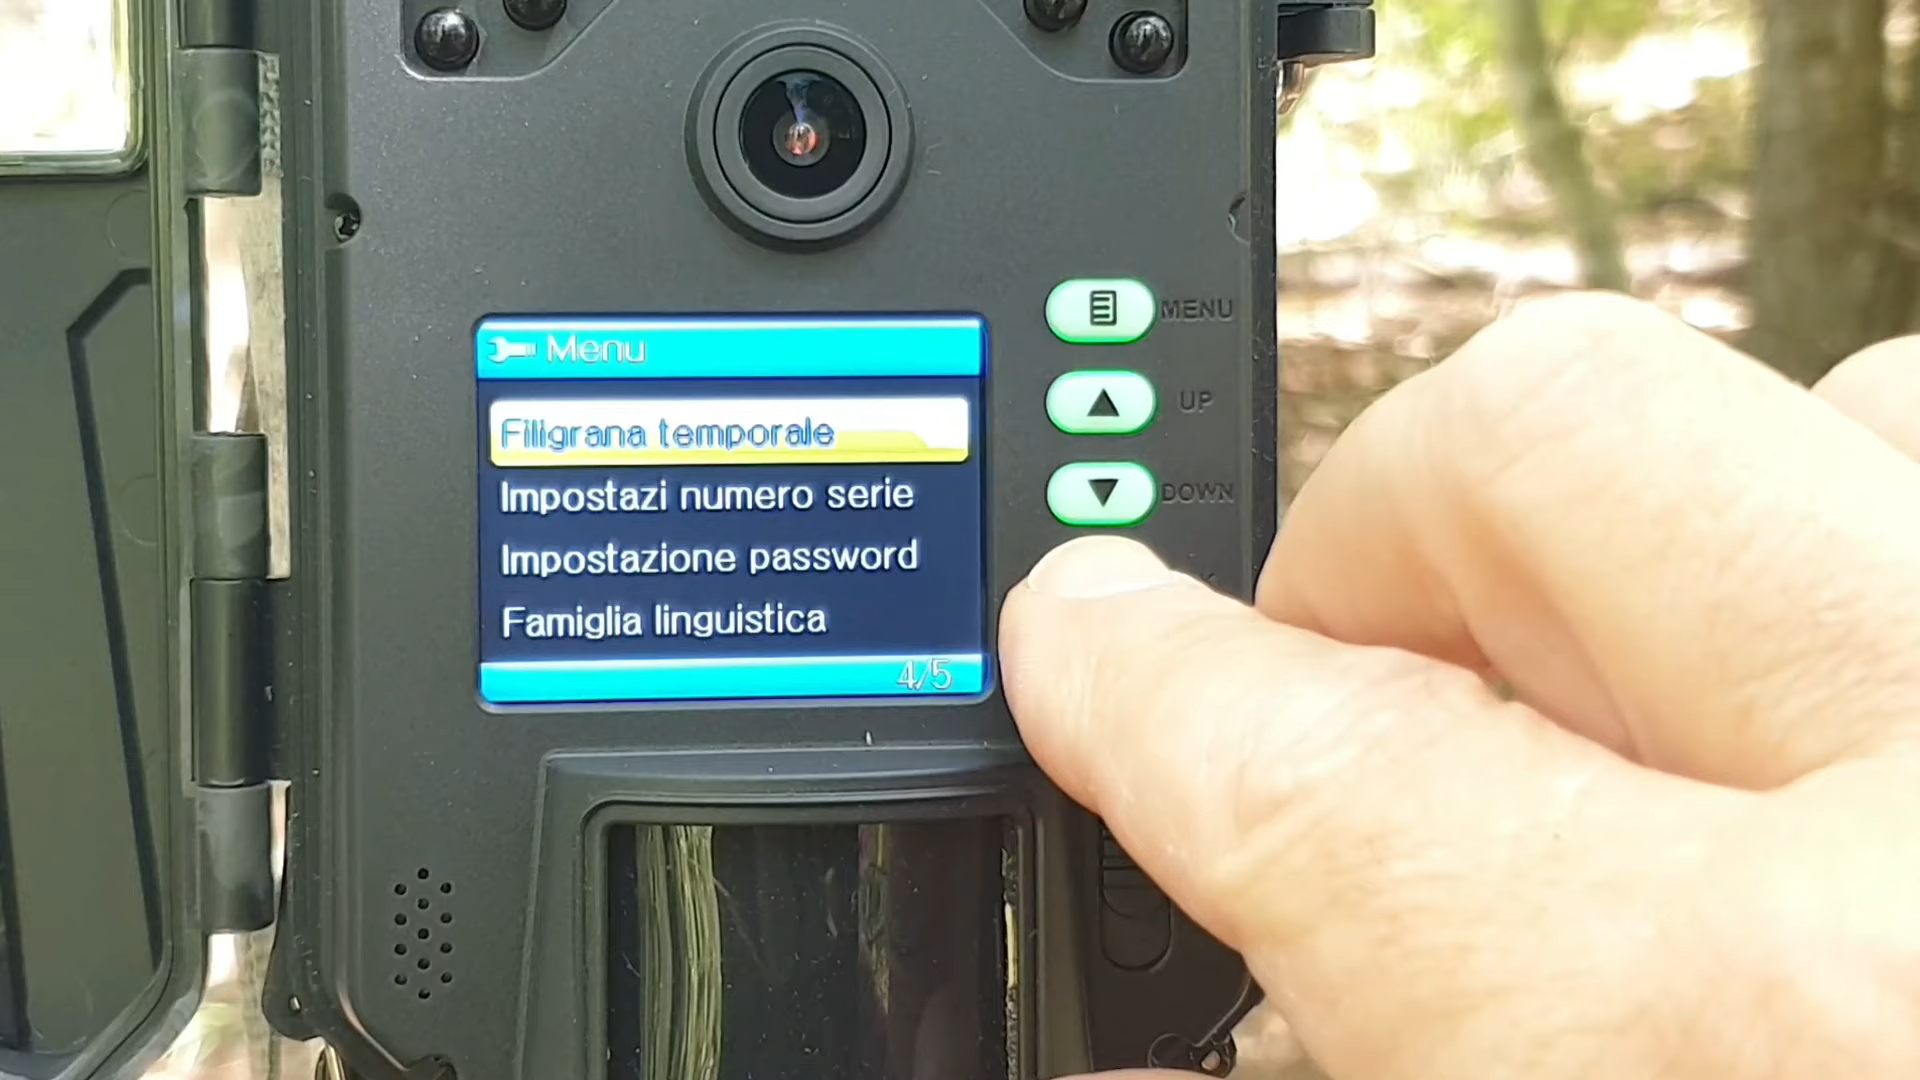 Menu
MENU
UP
Filigrana temporale
DOWN
Impostazi numero serie
Impostazione password
Famiglia linguistica
4/5